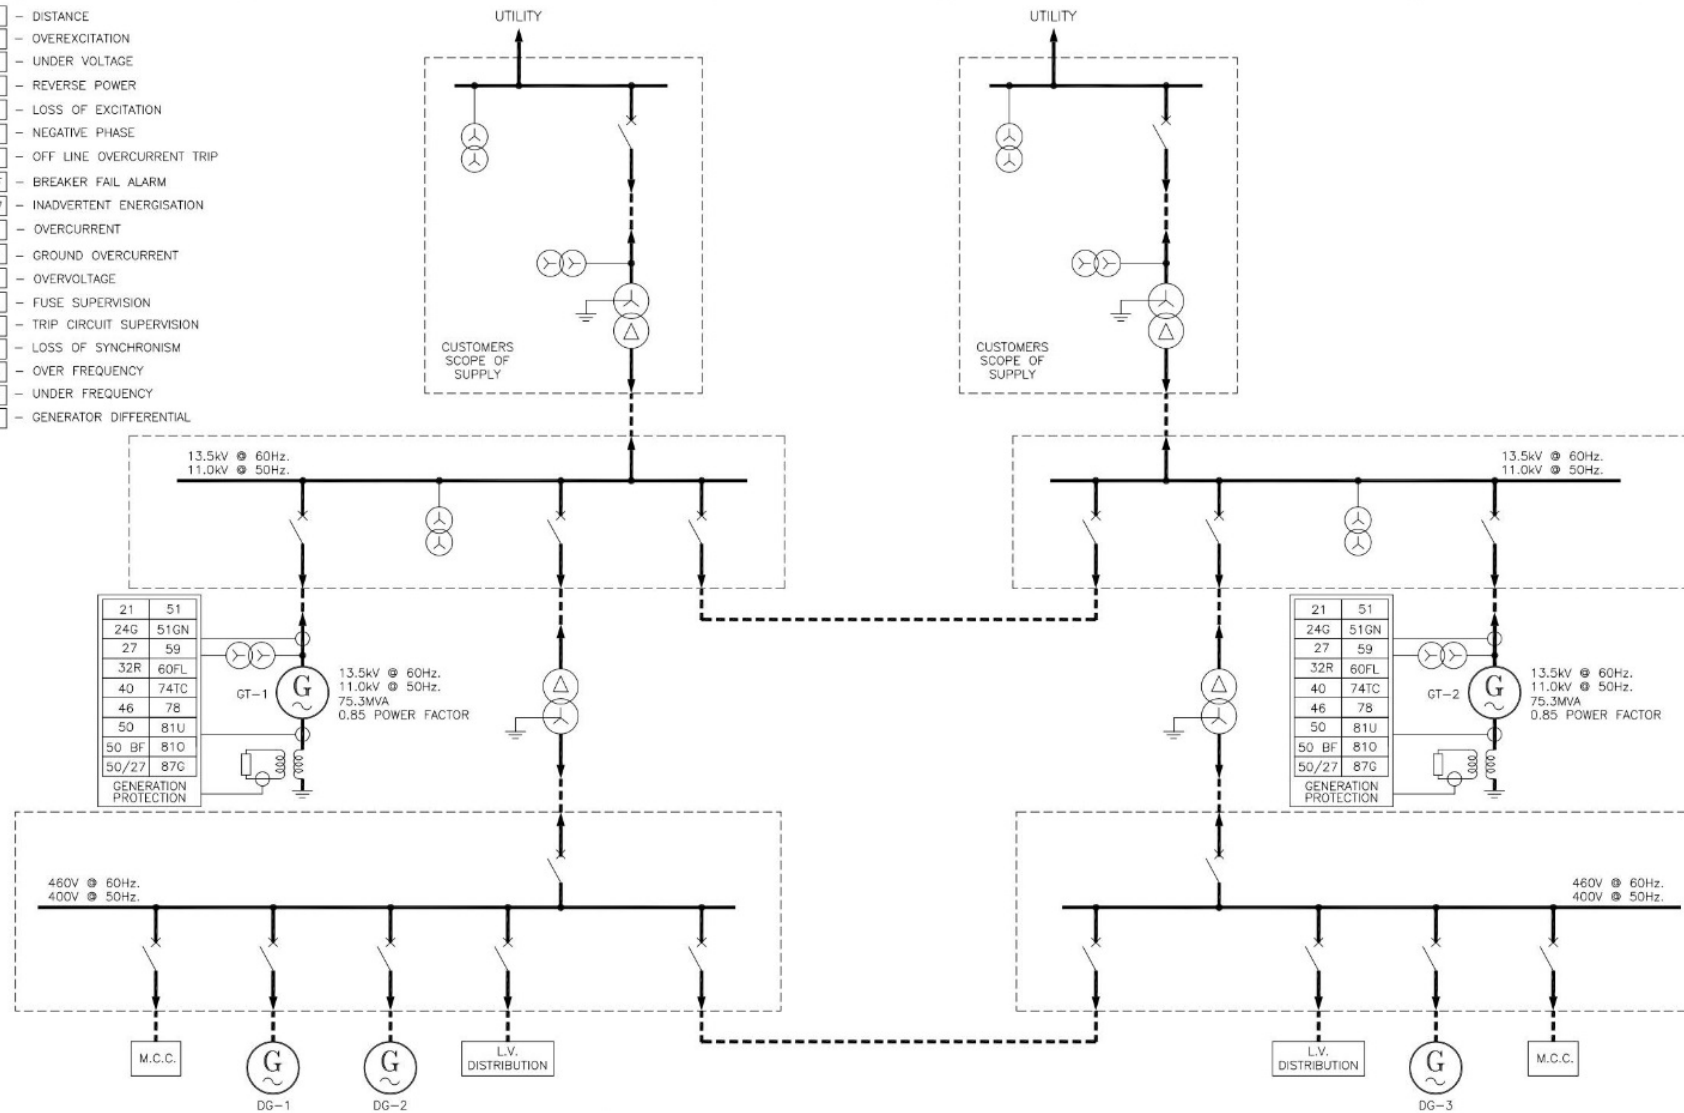 – DISTANCE
– OVEREXCITATION
– UNDER VOLTAGE
– REVERSE POWER
– LOSS OF EXCITATION
– NEGATIVE PHASE
– OFF LINE OVERCURRENT TRIP
– BREAKER FAIL ALARM
– INADVERTENT ENERGISATION
– OVERCURRENT
– GROUND OVERCURRENT
– OVERVOLTAGE
– FUSE SUPERVISION
– TRIP CIRCUIT SUPERVISION
– LOSS OF SYNCHRONISM
– OVER FREQUENCY
– UNDER FREQUENCY
– GENERATOR DIFFERENTIAL
UTILITY
UTILITY
CUSTOMERS
SCOPE OF
SUPPLY
CUSTOMERS
SCOPE OF
SUPPLY
13.5kV @ 60Hz.
11.0kV @ 50Hz.
13.5kV @ 60Hz.
11.0kV @ 50Hz.
21 51
24G 51GN
27 59
32R 60FL
40 74TC
46 78
50 81U
50 BF 81O
50/27 87G
GENERATION
PROTECTION
GT–1
G
13.5kV @ 60Hz.
11.0kV @ 50Hz.
75.3MVA
0.85 POWER FACTOR
21 51
24G 51GN
27 59
32R 60FL
40 74TC
46 78
50 81U
50 BF 81O
50/27 87G
GENERATION
PROTECTION
GT–2
G
13.5kV @ 60Hz.
11.0kV @ 50Hz.
75.3MVA
0.85 POWER FACTOR
460V @ 60Hz.
400V @ 50Hz.
460V @ 60Hz.
400V @ 50Hz.
M.C.C.
G
DG–1
G
DG–2
L.V.
DISTRIBUTION
L.V.
DISTRIBUTION
G
DG–3
M.C.C.